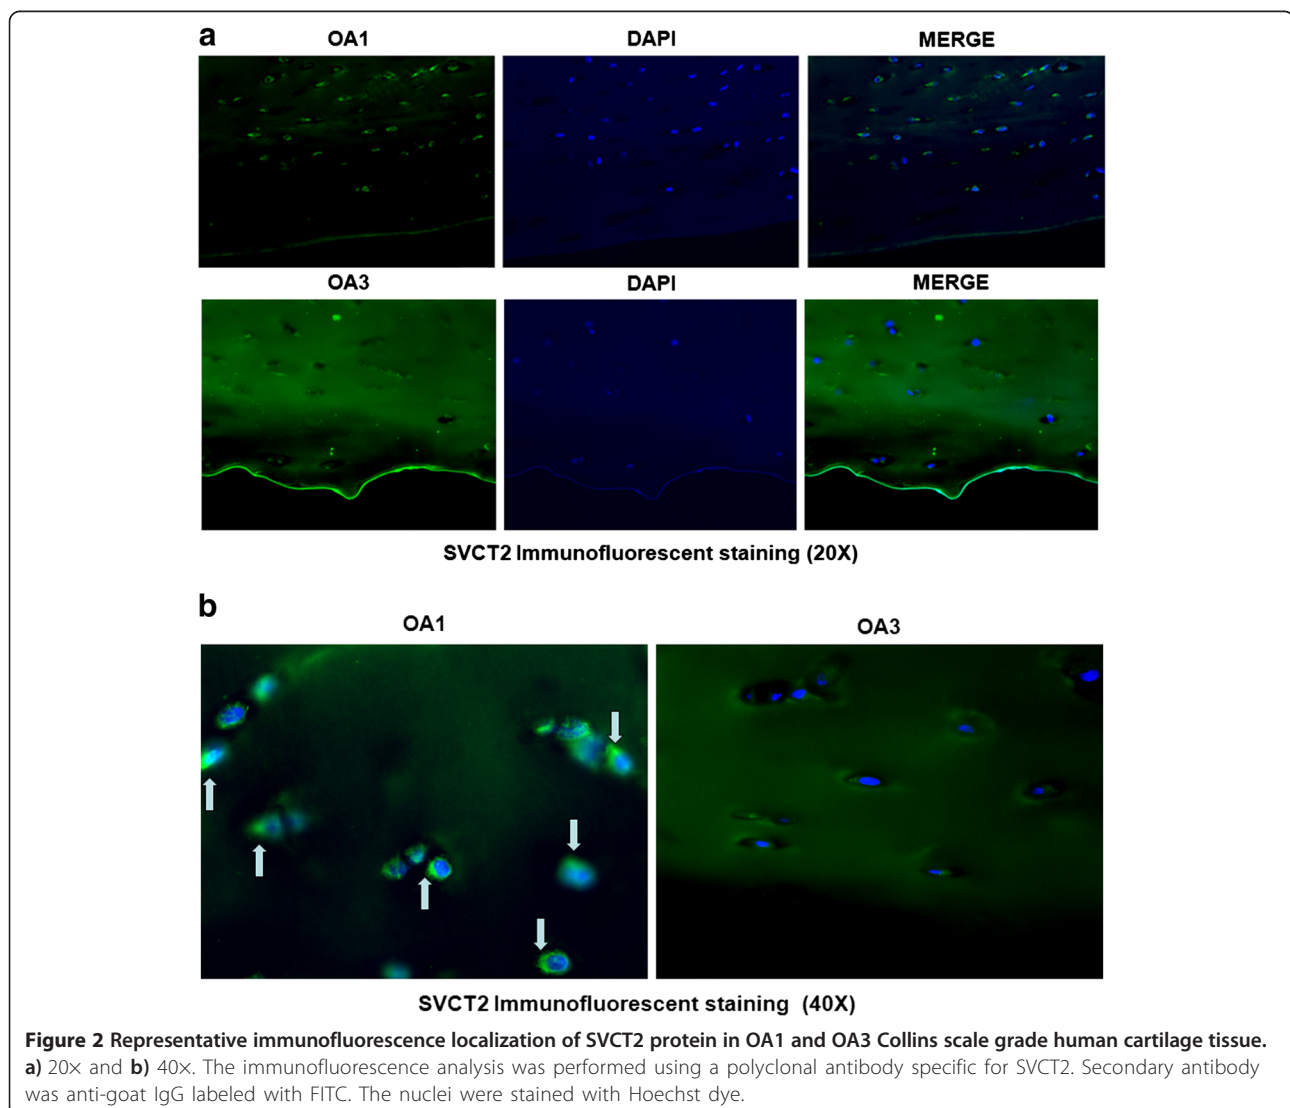 a
OA1 DAPI MERGE
OA3 DAPI MERGE
SVCT2 Immunofluorescent staining (20X)
b
OA1 OA3
SVCT2 Immunofluorescent staining (40X)
Figure 2 Representative immunofluorescence localization of SVCT2 protein in OA1 and OA3 Collins scale grade human cartilage tissue.
a) 20× and b) 40×. The immunofluorescence analysis was performed using a polyclonal antibody specific for SVCT2. Secondary antibody
was anti-goat IgG labeled with FITC. The nuclei were stained with Hoechst dye.